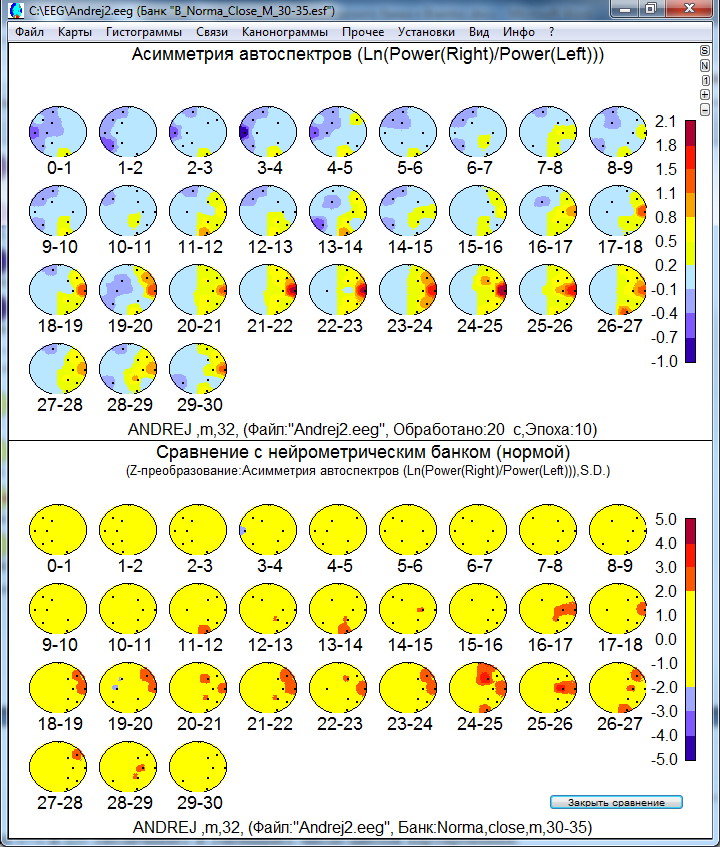 C:\EEG\Andrej2.eeg (Банк "B_Norma_Close_M_30-35.esf")
Файл Карты Гистограммы Связи Канонограммы Прочее Установки Вид Инфо ?
Асимметрия автоспектров (Ln(Power(Right)/Power(Left)))
S
N
1
+
−
0-1 1-2 2-3 3-4 4-5 5-6 6-7 7-8 8-9
9-10 10-11 11-12 12-13 13-14 14-15 15-16 16-17 17-18
18-19 19-20 20-21 21-22 22-23 23-24 24-25 25-26 26-27
27-28 28-29 29-30
2.1
1.8
1.5
1.1
0.8
0.5
0.2
-0.1
-0.4
-0.7
-1.0
ANDREJ ,m,32, (Файл:"Andrej2.eeg", Обработано:20 с,Эпоха:10)
Сравнение с нейрометрическим банком (нормой)
(Z-преобразование:Асимметрия автоспектров (Ln(Power(Right)/Power(Left))),S.D.)
0-1 1-2 2-3 3-4 4-5 5-6 6-7 7-8 8-9
9-10 10-11 11-12 12-13 13-14 14-15 15-16 16-17 17-18
18-19 19-20 20-21 21-22 22-23 23-24 24-25 25-26 26-27
27-28 28-29 29-30
5.0
4.0
3.0
2.0
1.0
0.0
-1.0
-2.0
-3.0
-4.0
-5.0
Закрыть сравнение
ANDREJ ,m,32, (Файл:"Andrej2.eeg", Банк:Norma,close,m,30-35)